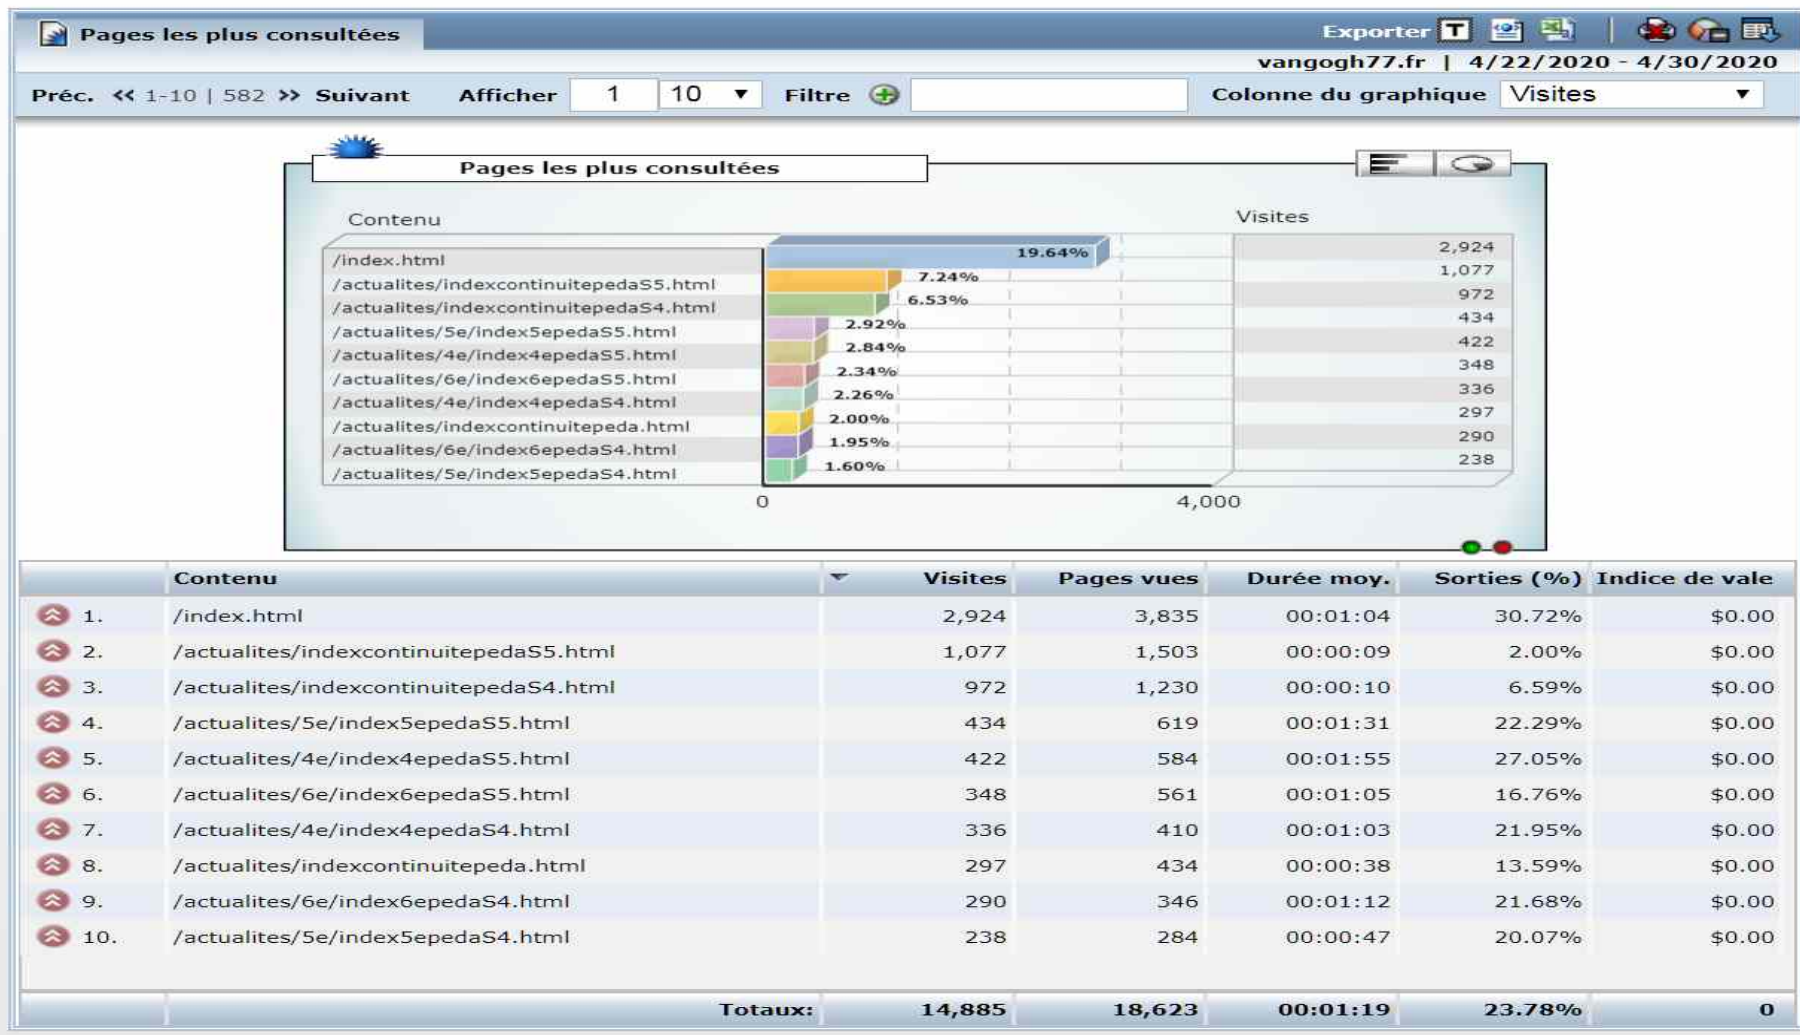 Pages les plus consultées
Exporter T
vangogh77.fr | 4/22/2020 - 4/30/2020
Préc. << 1-10 | 582 >> Suivant Afficher 1 10 ▼ Filtre Colonne du graphique Visites ▼
Pages les plus consultées
Contenu Visites
/index.html 19.64% 2,924
/actualites/indexcontinuitepedaS5.html 7.24% 1,077
/actualites/indexcontinuitepedaS4.html 6.53% 972
/actualites/5e/index5epedaS5.html 2.92% 434
/actualites/4e/index4epedaS5.html 2.84% 422
/actualites/6e/index6epedaS5.html 2.34% 348
/actualites/4e/index4epedaS4.html 2.26% 336
/actualites/indexcontinuitepeda.html 2.00% 297
/actualites/6e/index6epedaS4.html 1.95% 290
/actualites/5e/index5epedaS4.html 1.60% 238
0 4,000
Contenu Visites Pages vues Durée moy. Sorties (%) Indice de vale
1. /index.html 2,924 3,835 00:01:04 30.72% $0.00
2. /actualites/indexcontinuitepedaS5.html 1,077 1,503 00:00:09 2.00% $0.00
3. /actualites/indexcontinuitepedaS4.html 972 1,230 00:00:10 6.59% $0.00
4. /actualites/5e/index5epedaS5.html 434 619 00:01:31 22.29% $0.00
5. /actualites/4e/index4epedaS5.html 422 584 00:01:55 27.05% $0.00
6. /actualites/6e/index6epedaS5.html 348 561 00:01:05 16.76% $0.00
7. /actualites/4e/index4epedaS4.html 336 410 00:01:03 21.95% $0.00
8. /actualites/indexcontinuitepeda.html 297 434 00:00:38 13.59% $0.00
9. /actualites/6e/index6epedaS4.html 290 346 00:01:12 21.68% $0.00
10. /actualites/5e/index5epedaS4.html 238 284 00:00:47 20.07% $0.00
Totaux: 14,885 18,623 00:01:19 23.78% 0